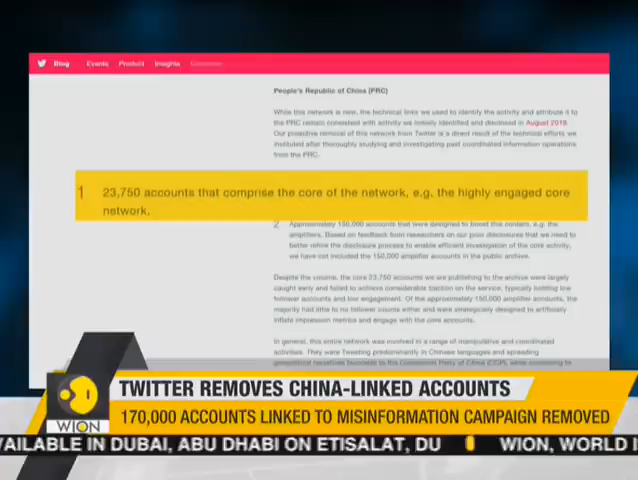 Blog Events Product Insights
People's Republic of China (PRC)
While this network is new, the technical links we used to identify the activity and attribute it to
the PRC remain consistent with activity we initially identified and disclosed in August 2019.
Our proactive removal of this network from Twitter is a direct result of the technical efforts we
instituted after thoroughly studying and investigating past coordinated information operations
from the PRC.
1 23,750 accounts that comprise the core of the network, e.g. the highly engaged core
network.
2 Approximately 150,000 accounts that were designed to boost this content, e.g. the
amplifiers. Based on feedback from researchers on our prior disclosures that we need to
better refine the disclosure process to enable efficient investigation of the core activity,
we have not included the 150,000 amplifier accounts in the public archive.
Despite the volume, the core 23,750 accounts we are publishing to the archive were largely
caught early and failed to achieve considerable traction on the service, typically holding low
follower accounts and low engagement. Of the approximately 150,000 amplifier accounts, the
majority had little to no follower counts either and were strategically designed to artificially
inflate impression metrics and engage with the core accounts.
In general, this entire network was involved in a range of manipulative and coordinated
activities. They were Tweeting predominantly in Chinese languages and spreading
geopolitical narratives favorable to the Communist Party of China (CCP), while continuing to
TWITTER REMOVES CHINA-LINKED ACCOUNTS
170,000 ACCOUNTS LINKED TO MISINFORMATION CAMPAIGN REMOVED
WION
AVAILABLE IN DUBAI, ABU DHABI ON ETISALAT, DU WION, WORLD